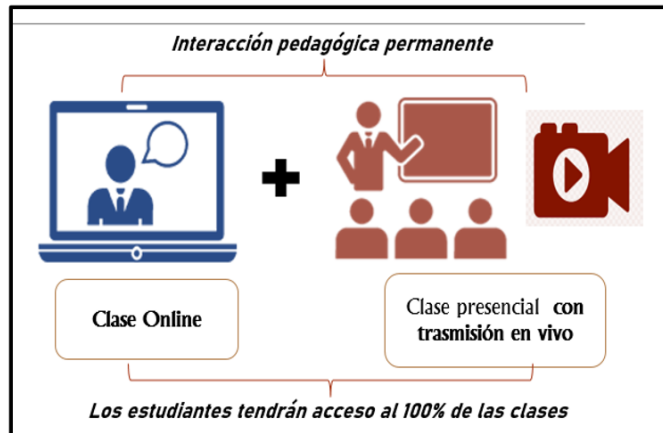 Interacción pedagógica permanente
Clase Online
Clase presencial con
trasmisión en vivo
Los estudiantes tendrán acceso al 100% de las clases